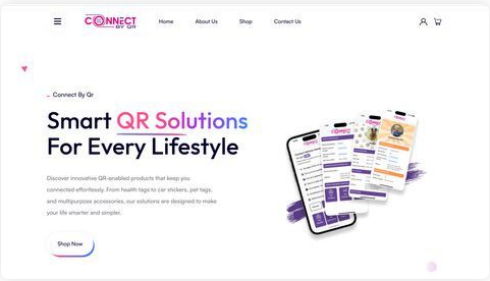 CONNECT
BY QR
Home About Us Shop Contact Us
Connect By Qr
Smart QR Solutions
For Every Lifestyle
Discover innovative QR-enabled products that keep you
connected effortlessly. From health tags to car stickers, pet tags,
and multipurpose accessories, our solutions are designed to make
your life smarter and simpler.
Shop Now